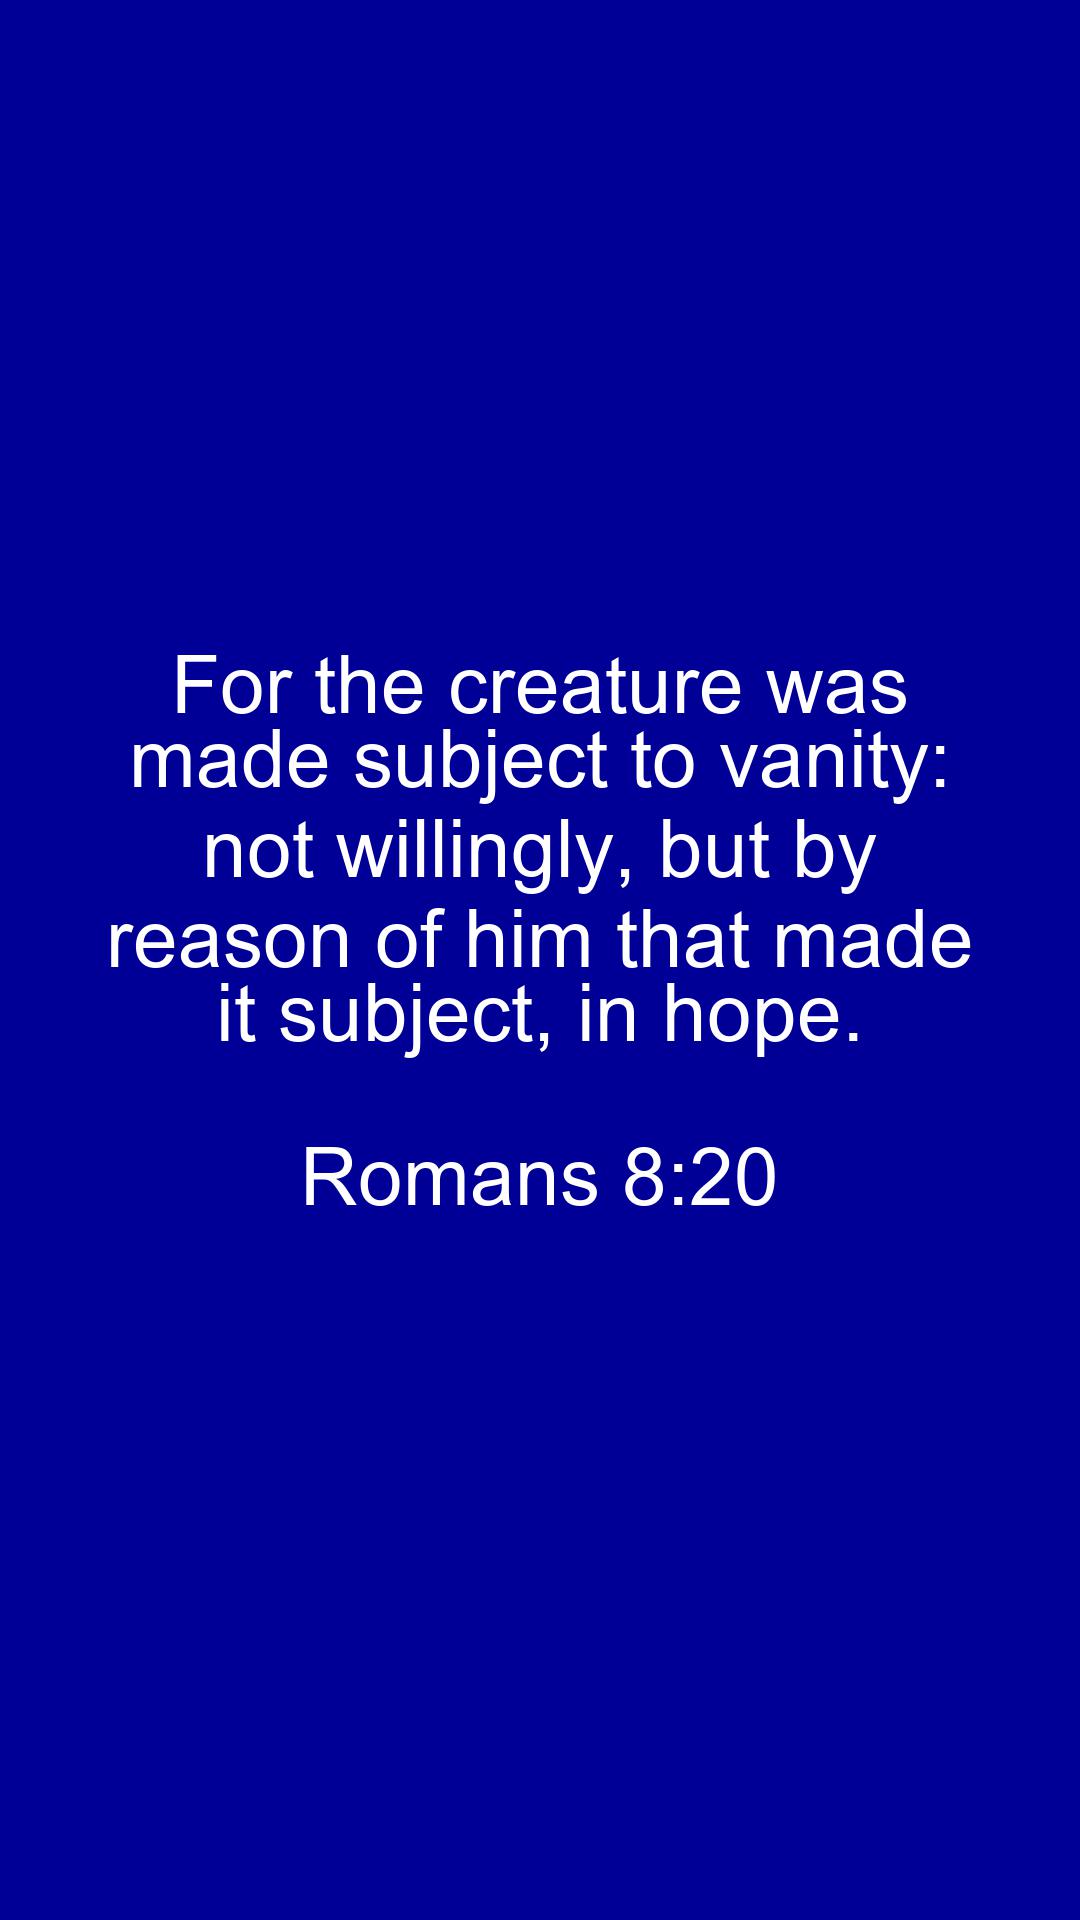 For the creature was
made subject to vanity:
not willingly, but by
reason of him that made
it subject, in hope.
Romans 8:20